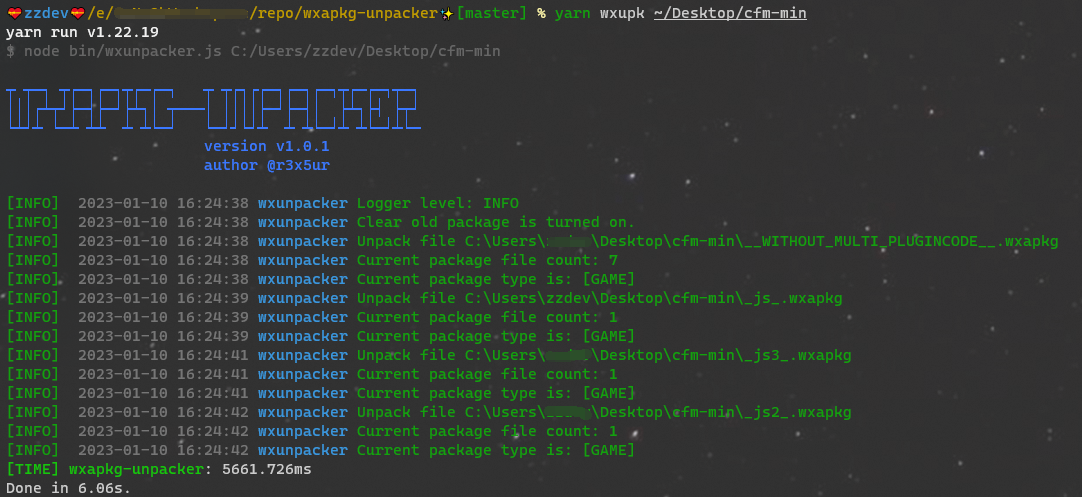 zzdev /e/ /repo/wxapkg-unpacker [master] % yarn wxupk ~/Desktop/cfm-min
yarn run v1.22.19
$ node bin/wxunpacker.js C:/Users/zzdev/Desktop/cfm-min
WXAPKG-UNPACKER
version v1.0.1
author @r3x5ur
[INFO] 2023-01-10 16:24:38 wxunpacker Logger level: INFO
[INFO] 2023-01-10 16:24:38 wxunpacker Clear old package is turned on.
[INFO] 2023-01-10 16:24:38 wxunpacker Unpack file C:\Users\ \Desktop\cfm-min\__WITHOUT_MULTI_PLUGINCODE__.wxapkg
[INFO] 2023-01-10 16:24:38 wxunpacker Current package file count: 7
[INFO] 2023-01-10 16:24:38 wxunpacker Current package type is: [GAME]
[INFO] 2023-01-10 16:24:39 wxunpacker Unpack file C:\Users\zzdev\Desktop\cfm-min\_js_.wxapkg
[INFO] 2023-01-10 16:24:39 wxunpacker Current package file count: 1
[INFO] 2023-01-10 16:24:39 wxunpacker Current package type is: [GAME]
[INFO] 2023-01-10 16:24:41 wxunpacker Unpack file C:\Users\ \Desktop\cfm-min\_js3_.wxapkg
[INFO] 2023-01-10 16:24:41 wxunpacker Current package file count: 1
[INFO] 2023-01-10 16:24:41 wxunpacker Current package type is: [GAME]
[INFO] 2023-01-10 16:24:42 wxunpacker Unpack file C:\Users\ \Desktop\cfm-min\_js2_.wxapkg
[INFO] 2023-01-10 16:24:42 wxunpacker Current package file count: 1
[INFO] 2023-01-10 16:24:42 wxunpacker Current package type is: [GAME]
[TIME] wxapkg-unpacker: 5661.726ms
Done in 6.06s.